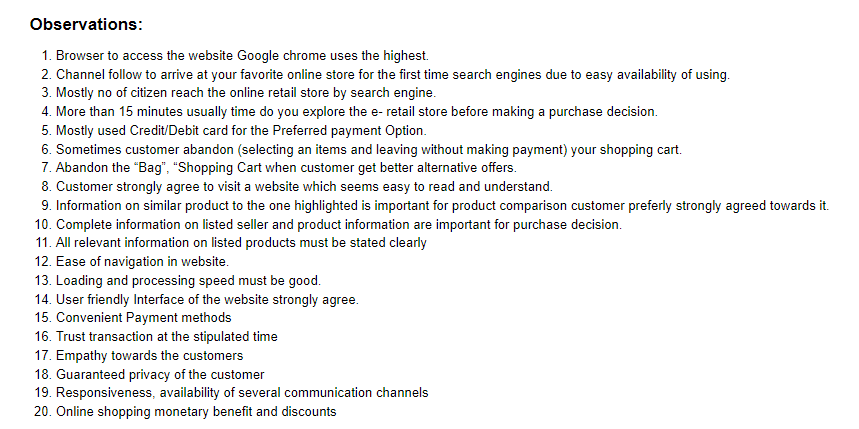 Observations:
1. Browser to access the website Google chrome uses the highest.
2. Channel follow to arrive at your favorite online store for the first time search engines due to easy availability of using.
3. Mostly no of citizen reach the online retail store by search engine.
4. More than 15 minutes usually time do you explore the e- retail store before making a purchase decision.
5. Mostly used Credit/Debit card for the Preferred payment Option.
6. Sometimes customer abandon (selecting an items and leaving without making payment) your shopping cart.
7. Abandon the “Bag”, “Shopping Cart when customer get better alternative offers.
8. Customer strongly agree to visit a website which seems easy to read and understand.
9. Information on similar product to the one highlighted is important for product comparison customer preferly strongly agreed towards it.
10. Complete information on listed seller and product information are important for purchase decision.
11. All relevant information on listed products must be stated clearly
12. Ease of navigation in website.
13. Loading and processing speed must be good.
14. User friendly Interface of the website strongly agree.
15. Convenient Payment methods
16. Trust transaction at the stipulated time
17. Empathy towards the customers
18. Guaranteed privacy of the customer
19. Responsiveness, availability of several communication channels
20. Online shopping monetary benefit and discounts